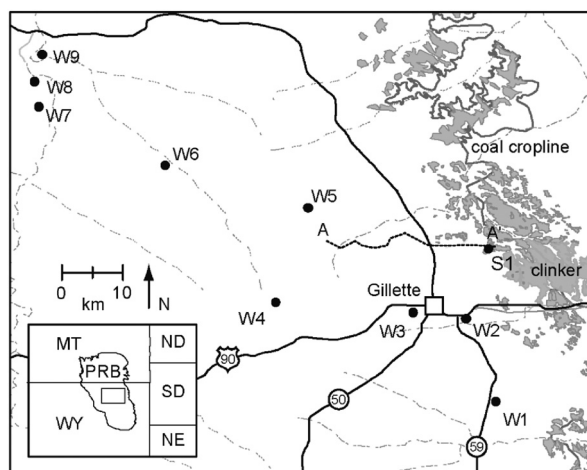 W9
W8
W7
W6
coal cropline
W5
A
A
S1
0 10
km
N
Gillette
clinker
W4
W3
W2
90
MT
ND
PRB
SD
WY
NE
50
W1
59